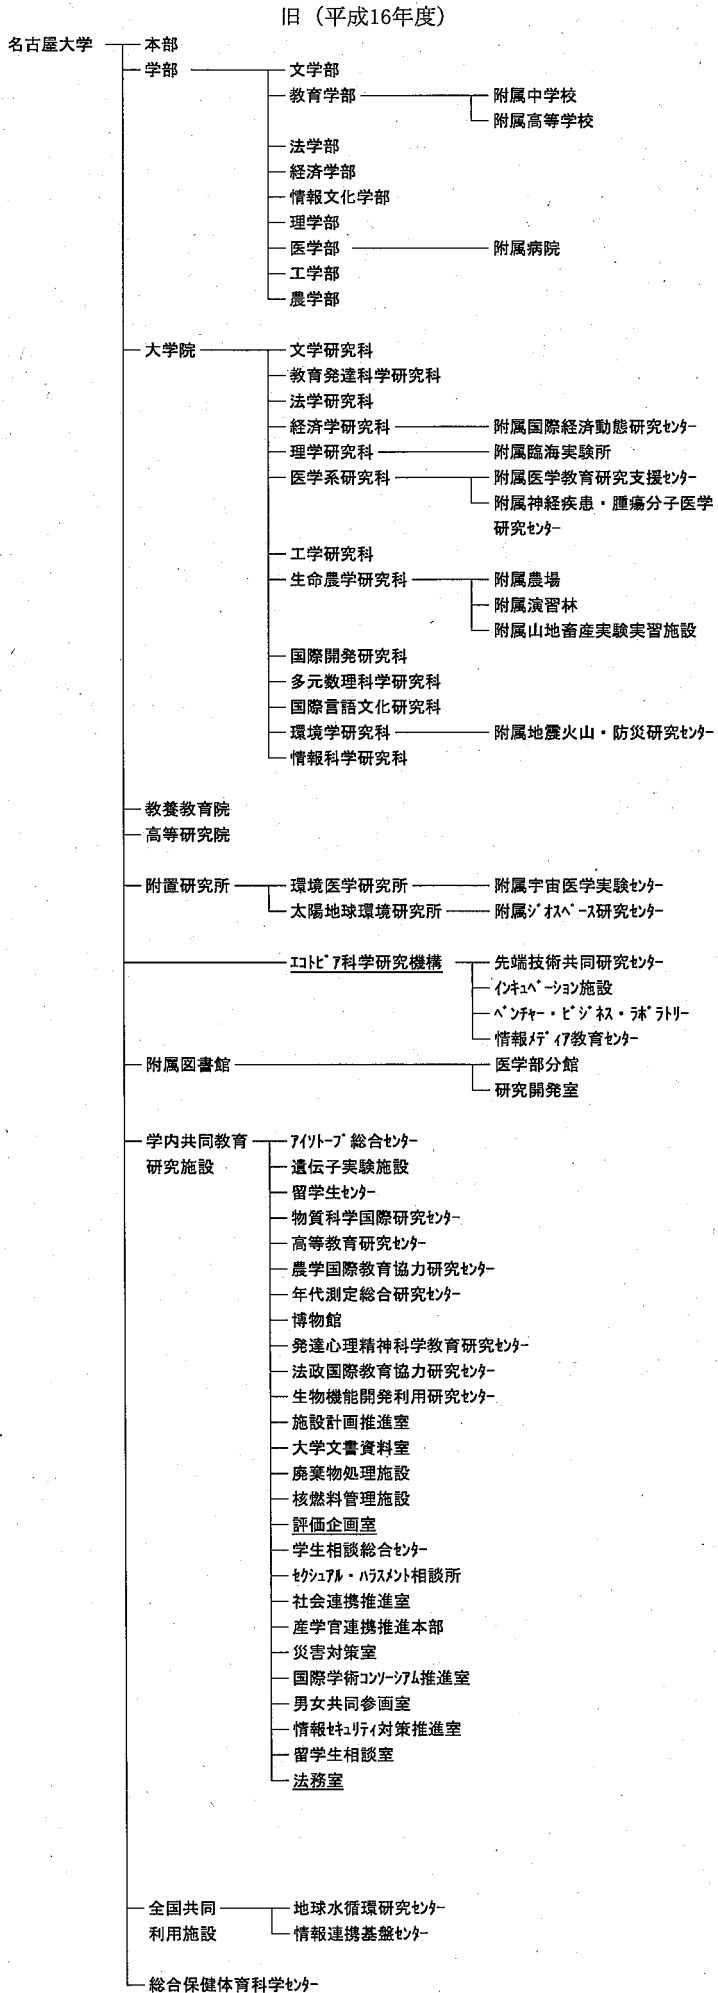 旧（平成16年度）
名古屋大学 本部
学部 文学部
教育学部 附属中学校
附属高等学校
法学部
経済学部
情報文化学部
理学部
医学部 附属病院
工学部
農学部
大学院 文学研究科
教育発達科学研究科
法学研究科
経済学研究科 附属国際経済動態研究ｾﾝﾀｰ
理学研究科 附属臨海実験所
医学系研究科 附属医学教育研究支援ｾﾝﾀｰ
附属神経疾患・腫瘍分子医学
研究ｾﾝﾀｰ
工学研究科
生命農学研究科 附属農場
附属演習林
附属山地畜産実験実習施設
国際開発研究科
多元数理科学研究科
国際言語文化研究科
環境学研究科 附属地震火山・防災研究ｾﾝﾀｰ
情報科学研究科
教養教育院
高等研究院
附置研究所 環境医学研究所 附属宇宙医学実験ｾﾝﾀｰ
太陽地球環境研究所 附属ｼﾞｵｽﾍﾟｰｽ研究ｾﾝﾀｰ
ｴｺﾄﾋﾟｱ科学研究機構 先端技術共同研究ｾﾝﾀｰ
ｲﾝｷｭﾍﾞｰｼｮﾝ施設
ﾍﾞﾝﾁｬｰ・ﾋﾞｼﾞﾈｽ・ﾗﾎﾞﾗﾄﾘｰ
情報ﾒﾃﾞｨｱ教育ｾﾝﾀｰ
附属図書館 医学部分館
研究開発室
学内共同教育 ｱｲｿﾄｰﾌﾟ総合ｾﾝﾀｰ
研究施設 遺伝子実験施設
留学生ｾﾝﾀｰ
物質科学国際研究ｾﾝﾀｰ
高等教育研究ｾﾝﾀｰ
農学国際教育協力研究ｾﾝﾀｰ
年代測定総合研究ｾﾝﾀｰ
博物館
発達心理精神科学教育研究ｾﾝﾀｰ
法政国際教育協力研究ｾﾝﾀｰ
生物機能開発利用研究ｾﾝﾀｰ
施設計画推進室
大学文書資料室
廃棄物処理施設
核燃料管理施設
評価企画室
学生相談総合ｾﾝﾀｰ
ｾｸｼｭｱﾙ・ﾊﾗｽﾒﾝﾄ相談所
社会連携推進室
産学官連携推進本部
災害対策室
国際学術ｺﾝｿｰｼｱﾑ推進室
男女共同参画室
情報ｾｷｭﾘﾃｨ対策推進室
留学生相談室
法務室
全国共同 地球水循環研究ｾﾝﾀｰ
利用施設 情報連携基盤ｾﾝﾀｰ
総合保健体育科学ｾﾝﾀｰ